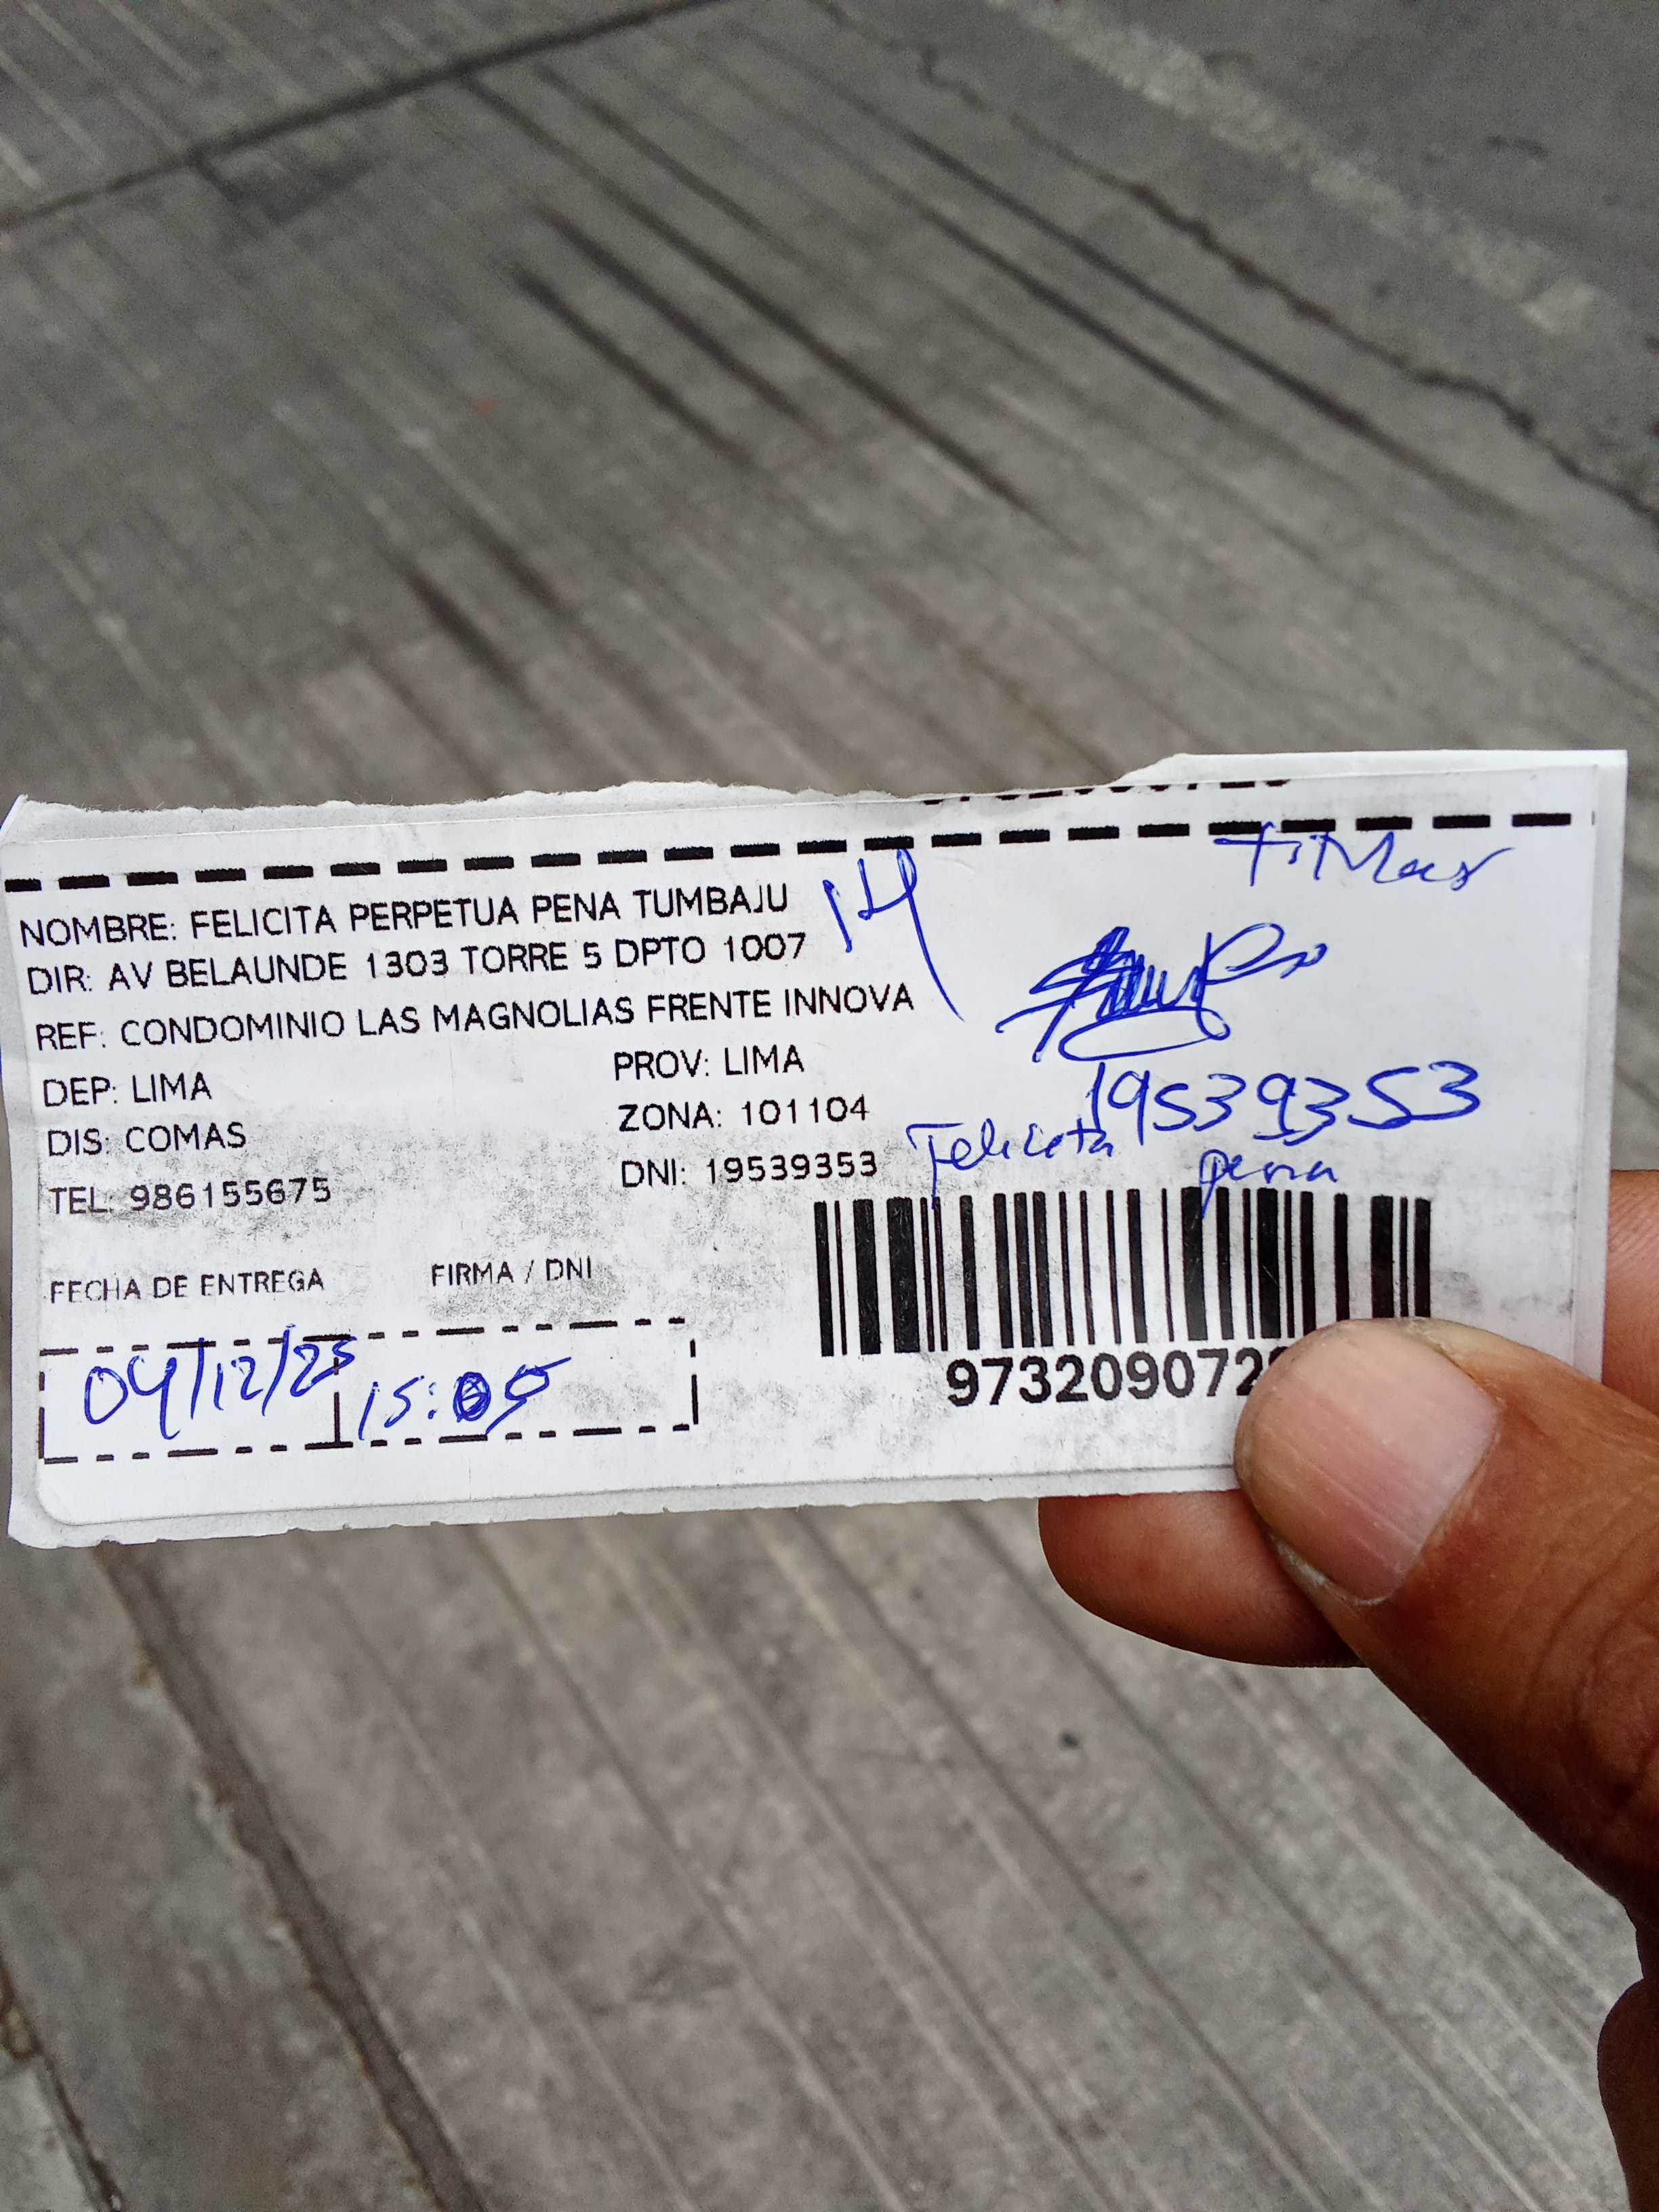 NOMBRE: FELICITA PERPETUA PENA TUMBAJU
14
DIR: AV BELAUNDE 1303 TORRE 5 DPTO 1007
REF: CONDOMINIO LAS MAGNOLIAS FRENTE INNOVA
DEP: LIMA
PROV: LIMA
DIS: COMAS
ZONA: 101104
TEL: 986155675
DNI: 19539353
19539353
Felicita pena
FECHA DE ENTREGA
FIRMA / DNI
04/12/25
15:05
973209072